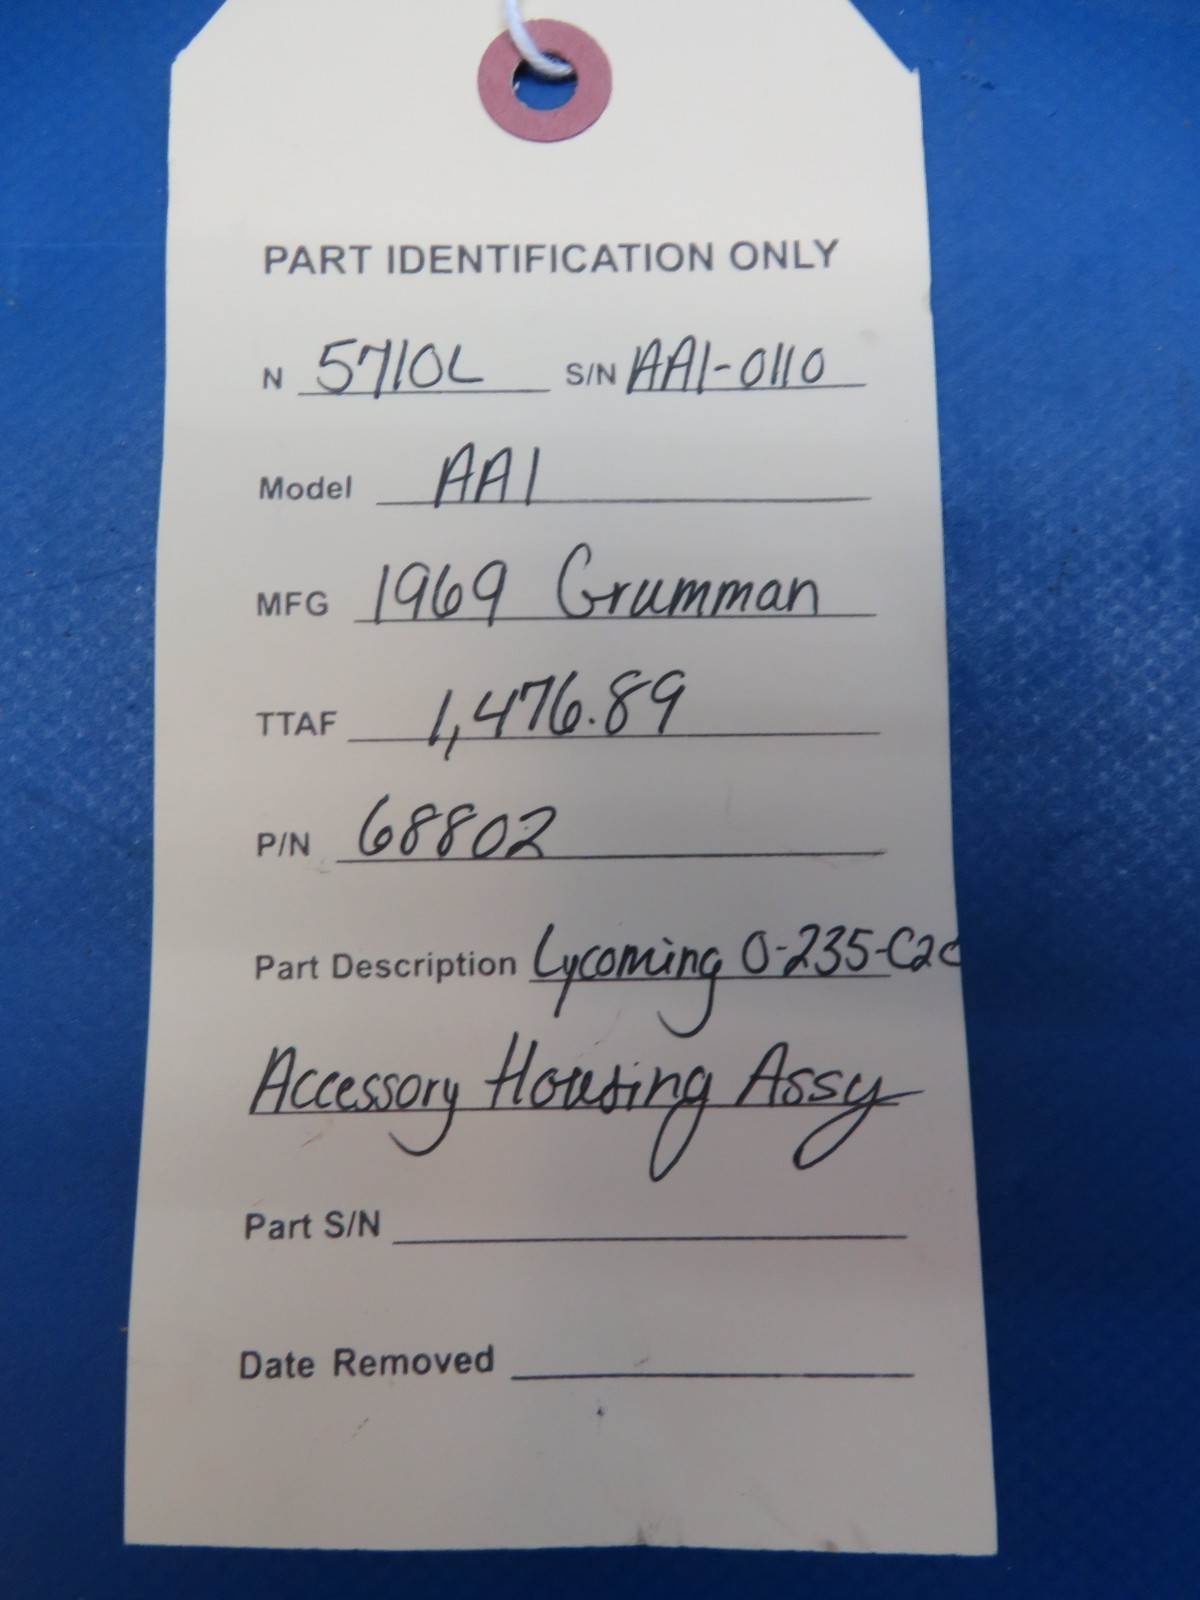 PART IDENTIFICATION ONLY
N 5710L S/N AA1-0110
Model AA1
MFG 1969 Grumman
TTAF 1,476.89
P/N 68802
Part Description Lycoming O-235-C2C
Accessory Housing Assy
Part S/N
Date Removed